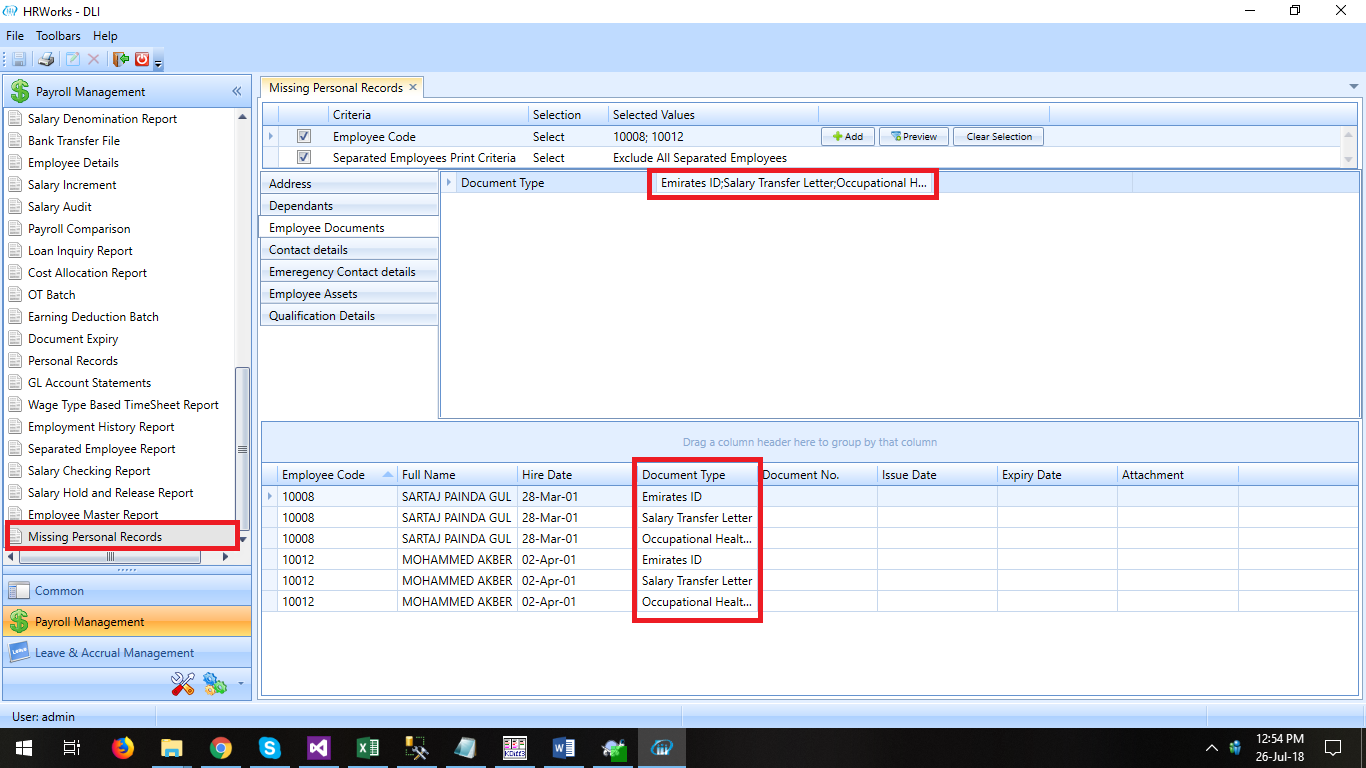 HRWorks - DLI
File Toolbars Help
Payroll Management «
Salary Denomination Report
Bank Transfer File
Employee Details
Salary Increment
Salary Audit
Payroll Comparison
Loan Inquiry Report
Cost Allocation Report
OT Batch
Earning Deduction Batch
Document Expiry
Personal Records
GL Account Statements
Wage Type Based TimeSheet Report
Employment History Report
Separated Employee Report
Salary Checking Report
Salary Hold and Release Report
Employee Master Report
Missing Personal Records
Common
Payroll Management
Leave & Accrual Management
Missing Personal Records
Criteria Selection Selected Values
Employee Code Select 10008; 10012 Add Preview Clear Selection
Separated Employees Print Criteria Select Exclude All Separated Employees
Address
Dependants
Employee Documents
Contact details
Emeregency Contact details
Employee Assets
Qualification Details
Document Type Emirates ID;Salary Transfer Letter;Occupational H...
Drag a column header here to group by that column
Employee Code Full Name Hire Date Document Type Document No. Issue Date Expiry Date Attachment
10008 SARTAJ PAINDA GUL 28-Mar-01 Emirates ID
10008 SARTAJ PAINDA GUL 28-Mar-01 Salary Transfer Letter
10008 SARTAJ PAINDA GUL 28-Mar-01 Occupational Healt...
10012 MOHAMMED AKBER 02-Apr-01 Emirates ID
10012 MOHAMMED AKBER 02-Apr-01 Salary Transfer Letter
10012 MOHAMMED AKBER 02-Apr-01 Occupational Healt...
User: admin
12:54 PM
26-Jul-18